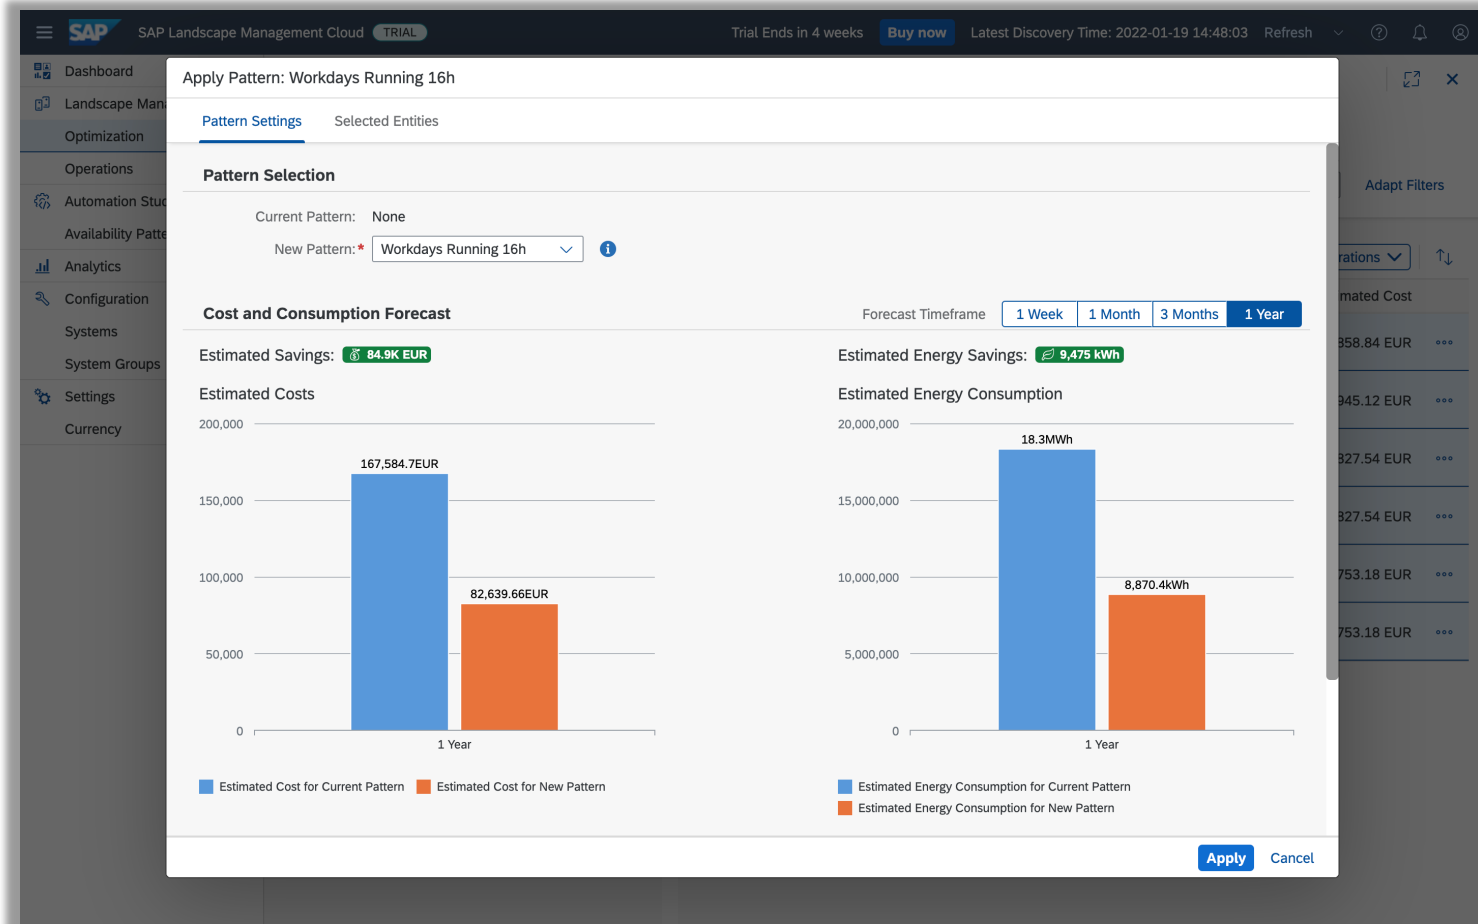 SAP SAP Landscape Management Cloud TRIAL Trial Ends in 4 weeks Buy now Latest Discovery Time: 2022-01-19 14:48:03 Refresh
Dashboard
Landscape Mana
Optimization
Operations
Automation Stud
Availability Patte
Analytics
Configuration
Systems
System Groups
Settings
Currency
Apply Pattern: Workdays Running 16h
Pattern Settings Selected Entities
Pattern Selection
Current Pattern: None
New Pattern:* Workdays Running 16h
Cost and Consumption Forecast Forecast Timeframe 1 Week 1 Month 3 Months 1 Year
Estimated Savings: 84.9K EUR
Estimated Costs
200,000
150,000
100,000
50,000
0
167,584.7EUR
82,639.66EUR
1 Year
Estimated Cost for Current Pattern Estimated Cost for New Pattern
Estimated Energy Savings: 9,475 kWh
Estimated Energy Consumption
20,000,000
15,000,000
10,000,000
5,000,000
0
18.3MWh
8,870.4kWh
1 Year
Estimated Energy Consumption for Current Pattern
Estimated Energy Consumption for New Pattern
Apply Cancel
Adapt Filters
rations
mated Cost
858.84 EUR
945.12 EUR
827.54 EUR
827.54 EUR
753.18 EUR
753.18 EUR